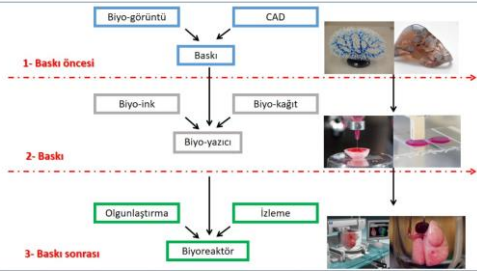 Biyo-görüntü
CAD
Baskı
1- Baskı öncesi
Biyo-ink
Biyo-kağıt
Biyo-yazıcı
2- Baskı
Olgunlaştırma
İzleme
Biyoreaktör
3- Baskı sonrası